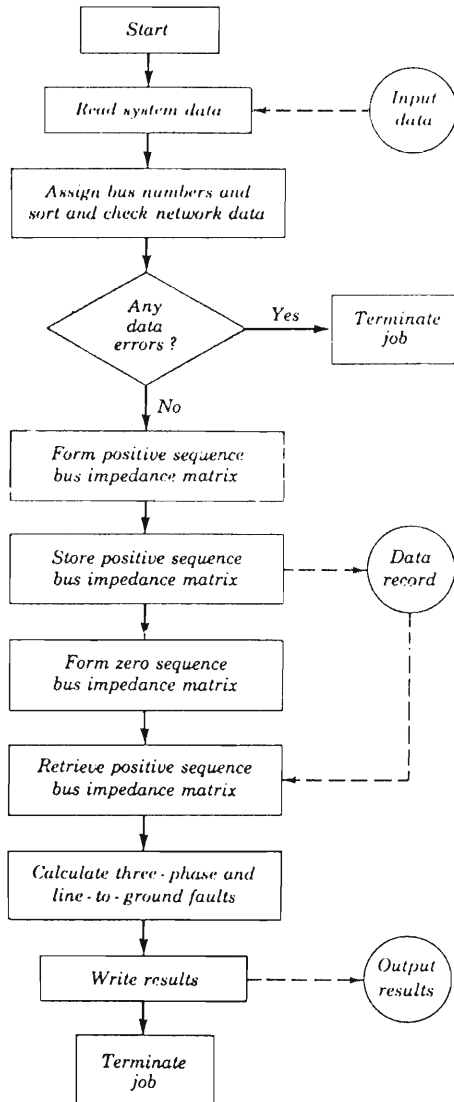 Start
Read system data
Input
data
Assign bus numbers and
sort and check network data
Any
data
errors ?
Yes
Terminate
job
No
Form positive sequence
bus impedance matrix
Store positive sequence
bus impedance matrix
Data
record
Form zero sequence
bus impedance matrix
Retrieve positive sequence
bus impedance matrix
Calculate three-phase and
line-to-ground faults
Write results
Output
results
Terminate
job